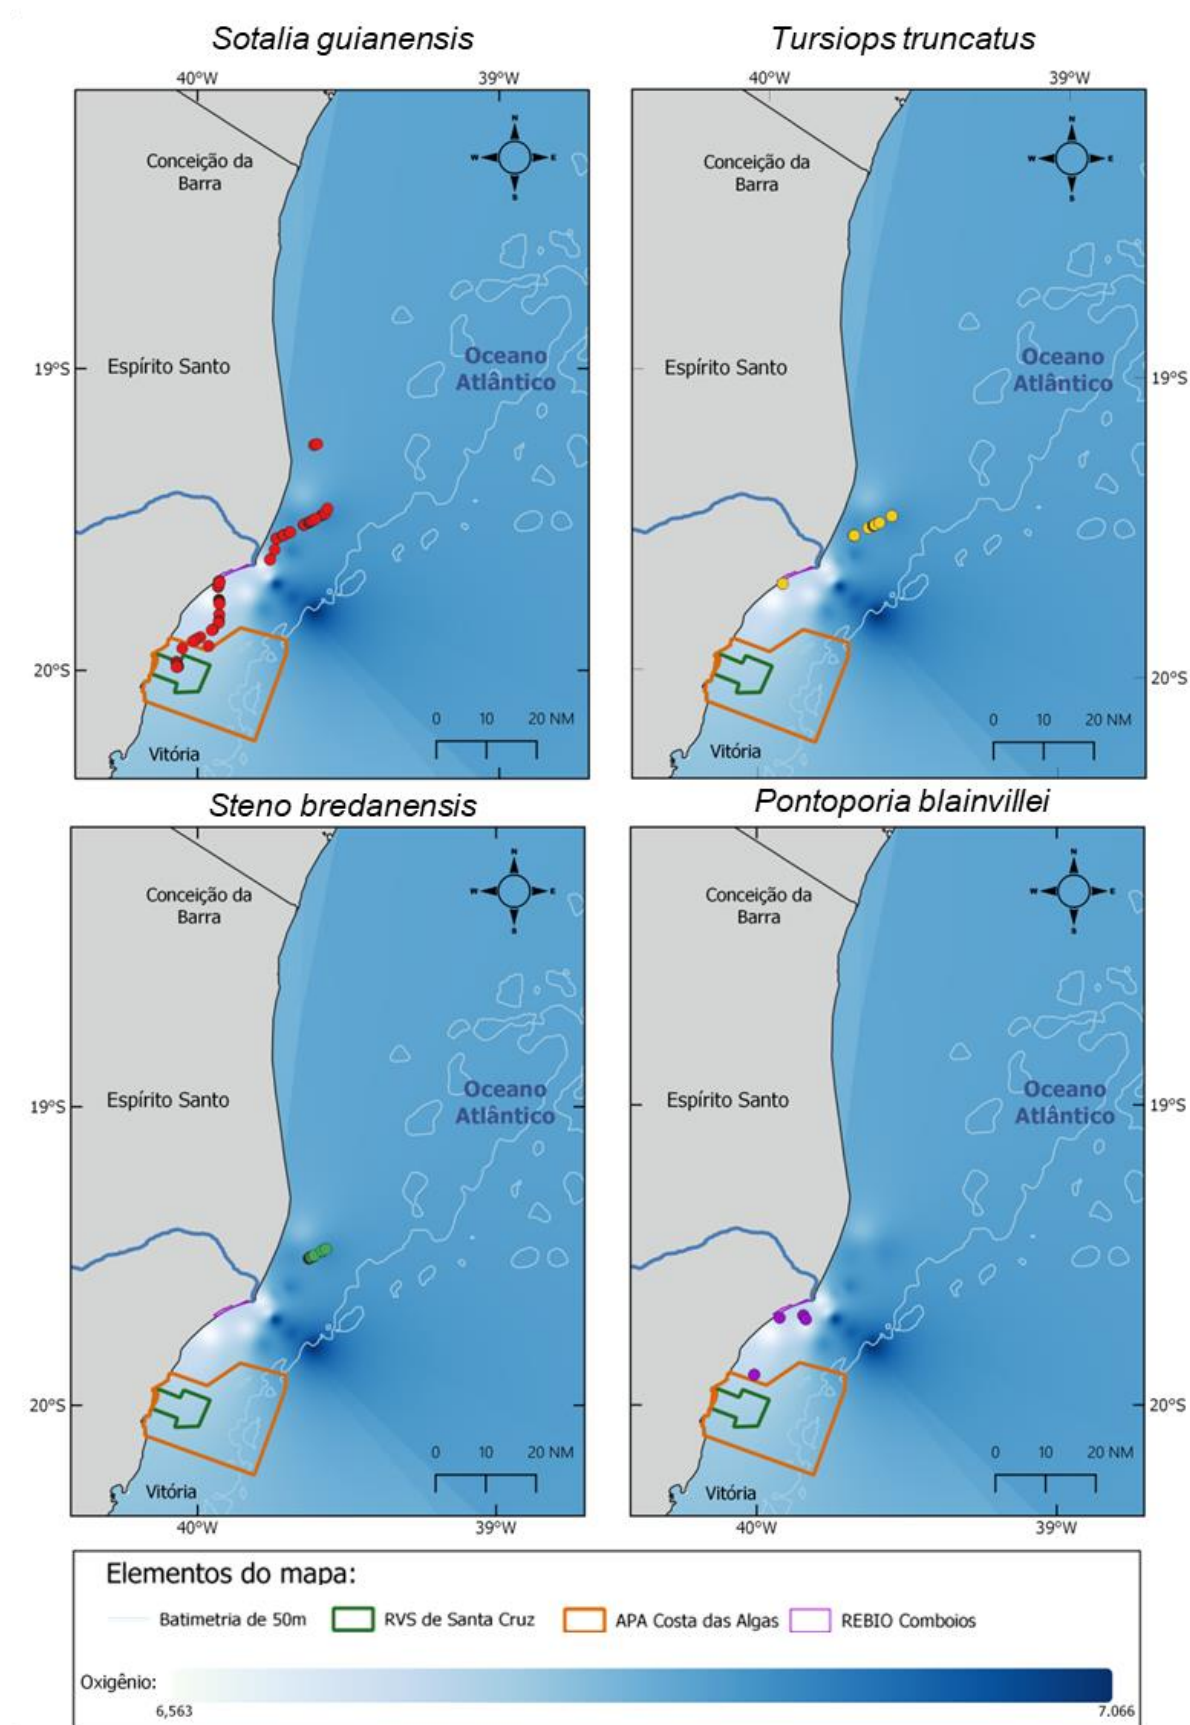 Sotalia guianensis
Tursiops truncatus
40°W
39°W
40°W
39°W
N
W
E
S
N
W
E
S
Conceição da
Barra
Conceição da
Barra
Espírito Santo
Oceano
Atlântico
Espírito Santo
Oceano
Atlântico
19°S
19°S
20°S
20°S
0 10 20 NM
0 10 20 NM
Vitória
Vitória
Steno bredanensis
Pontoporia blainvillei
N
W
E
S
N
W
E
S
Conceição da
Barra
Conceição da
Barra
Espírito Santo
Oceano
Atlântico
Espírito Santo
Oceano
Atlântico
19°S
19°S
20°S
20°S
0 10 20 NM
0 10 20 NM
Vitória
Vitória
40°W
39°W
40°W
39°W
Elementos do mapa:
Batimetria de 50m
RVS de Santa Cruz
APA Costa das Algas
REBIO Comboios
Oxigênio:
6,563
7.066